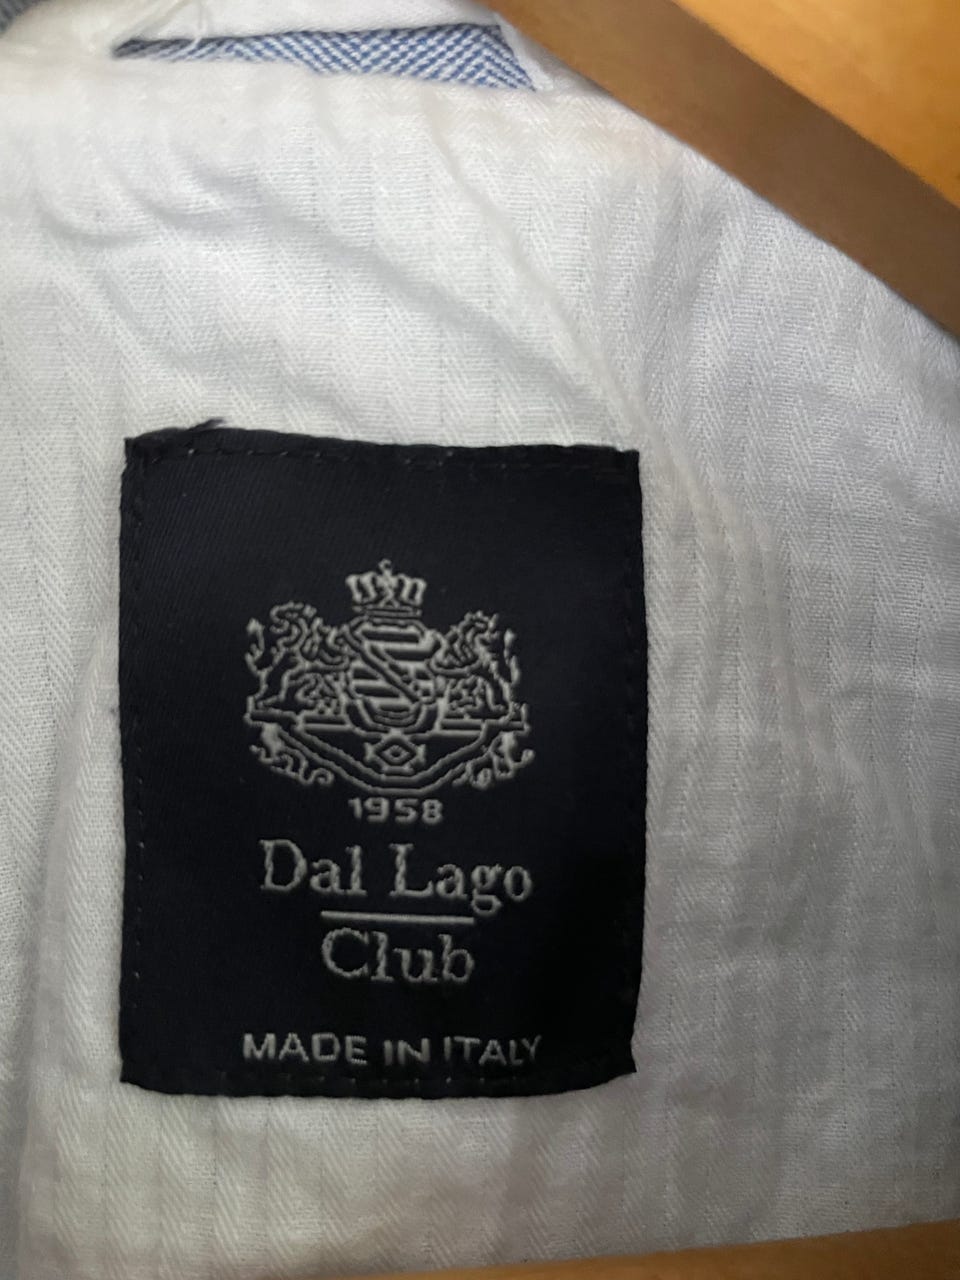 1958
Dal Lago
Club
MADE IN ITALY